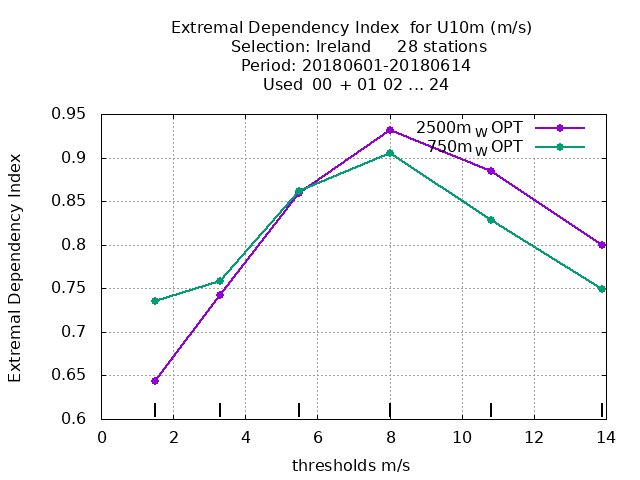 Extremal Dependency Index  for U10m (m/s)
Selection: Ireland     28 stations
Period: 20180601-20180614
Used  00  + 01 02 ... 24
Extremal Dependency Index
0.95
0.9
0.85
0.8
0.75
0.7
0.65
0.6
2500m W OPT
750m W OPT
0 2 4 6 8 10 12 14
thresholds m/s